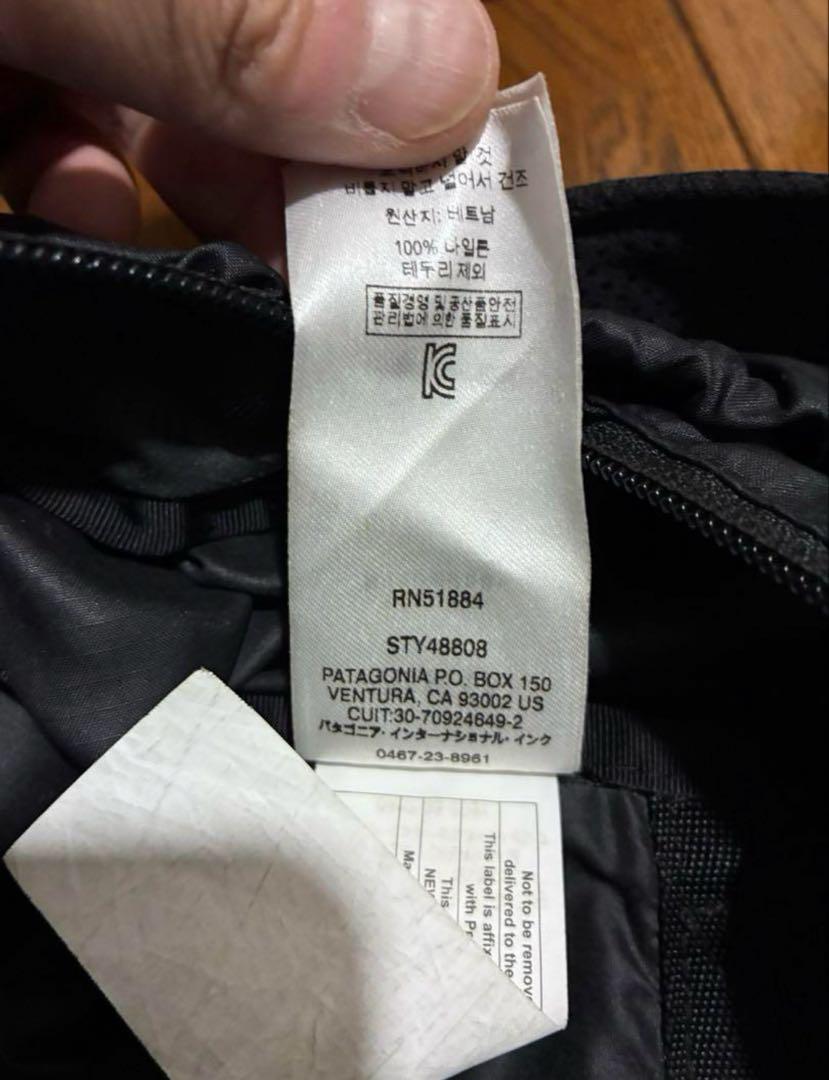 비틀지 말고 널어서 건조
원산지: 베트남
100% 나일론
테두리 제외
품질경영 및 공산품안전
관리법에 의한 품질표시
RN51884
STY48808
PATAGONIA P.O. BOX 150
VENTURA, CA 93002 US
CUIT:30-70924649-2
パタゴニア・インターナショナル・インク
0467-23-8961
Not to be remov
delivered to the
This label is affix
with Pr
This
NEW
Ma